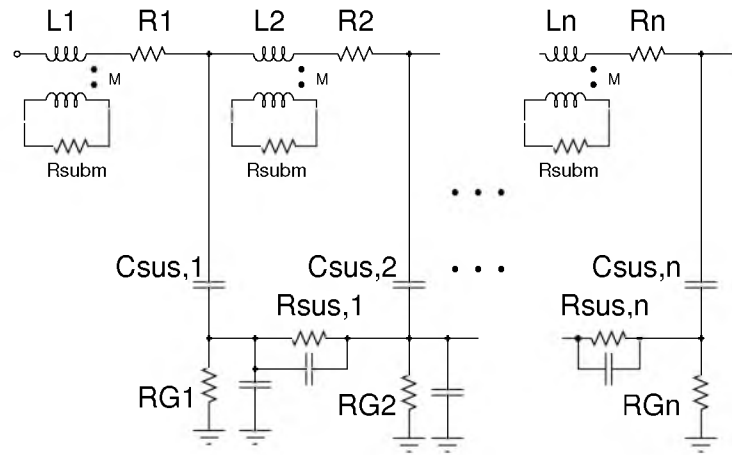 L1 R1 L2 R2 Ln Rn
M M M
Rsubm Rsubm Rsubm
Csus,1 Csus,2 Csus,n
Rsus,1 Rsus,n
RG1 RG2 RGn